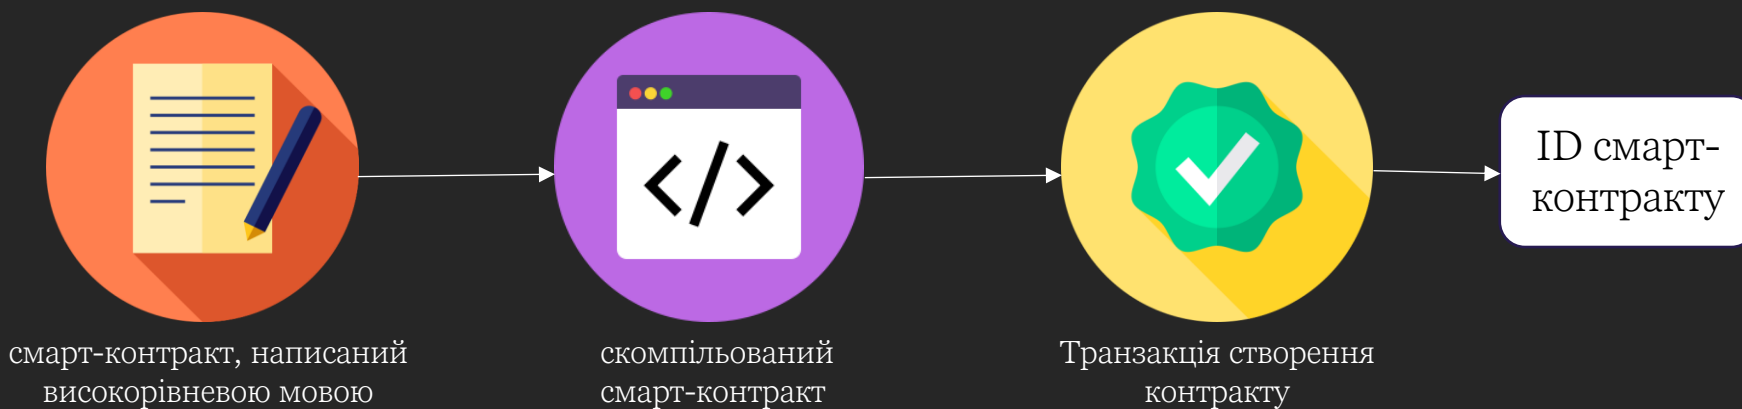 смарт-контракт, написаний
високорівневою мовою
скомпільований
смарт-контракт
Транзакція створення
контракту
ID смарт-
контракту